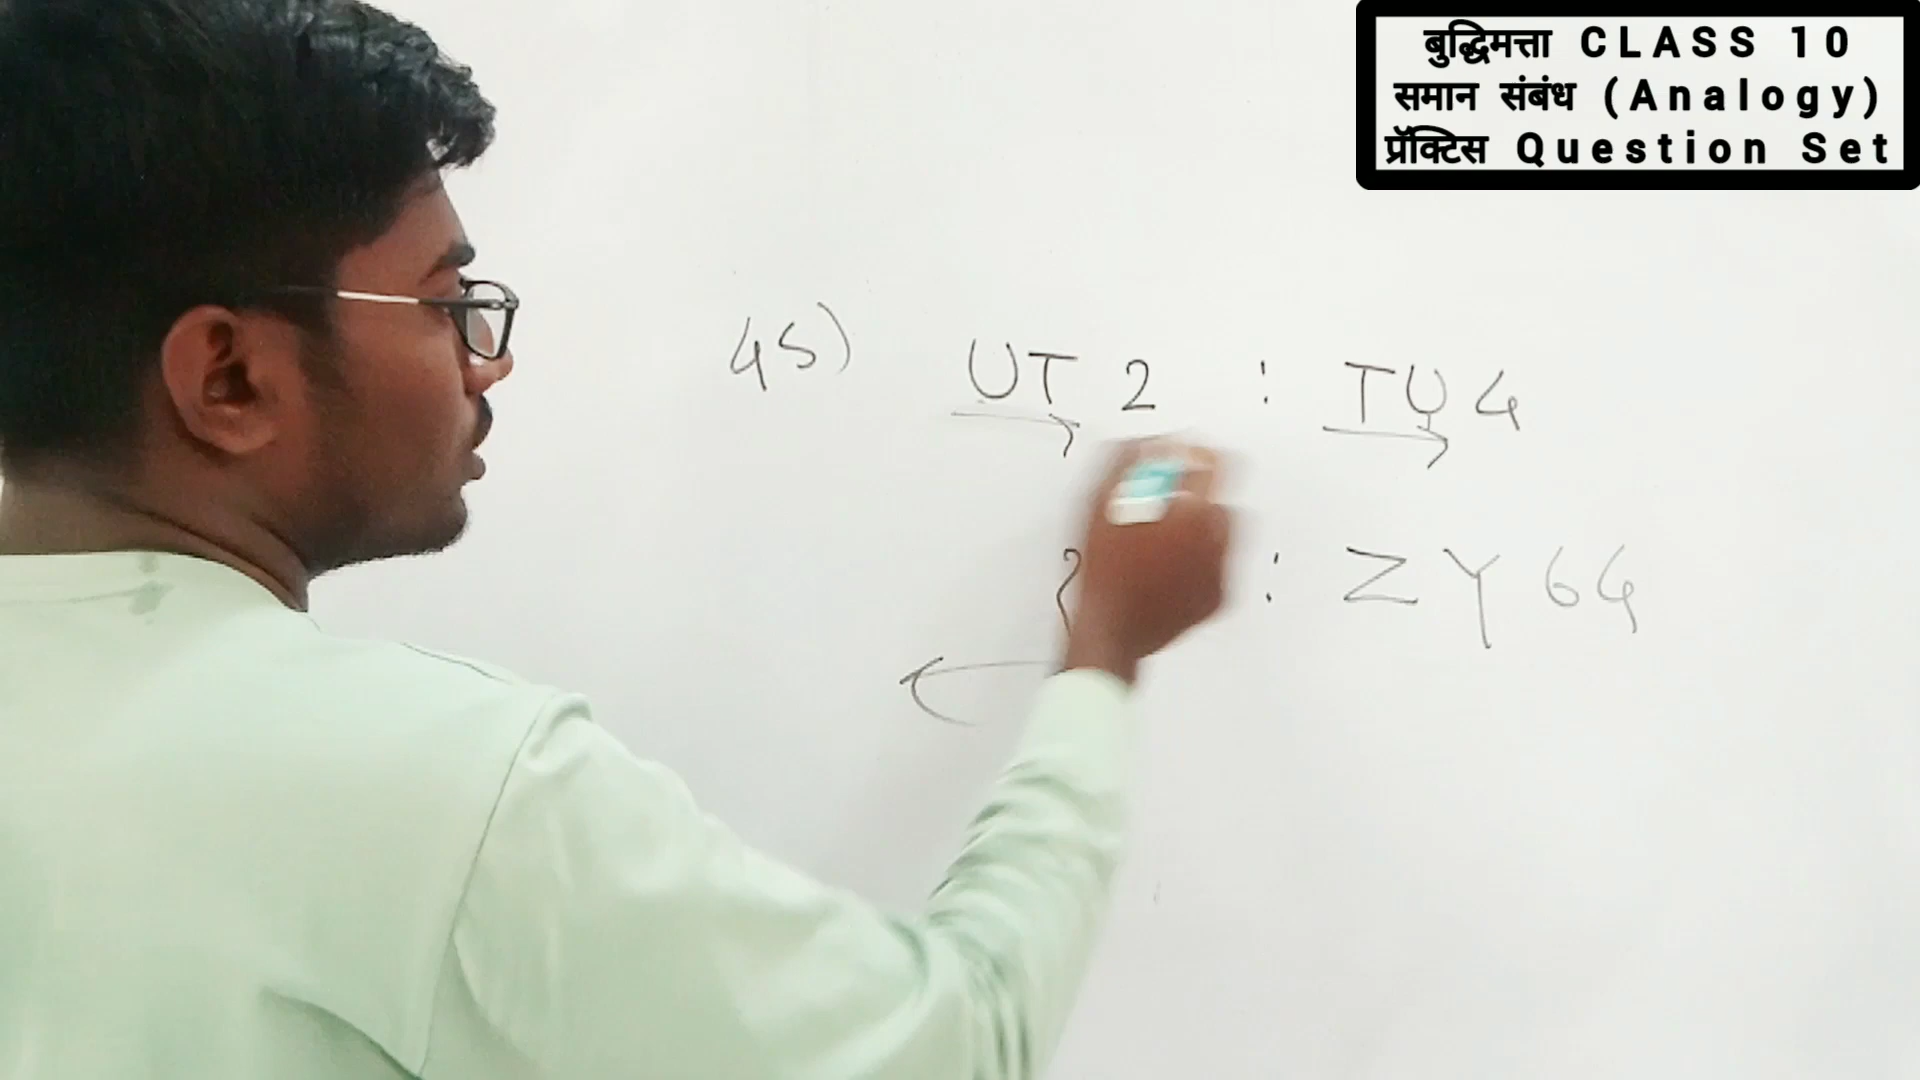 बुद्धिमत्ता CLASS 10
समान संबंध (Analogy)
प्रॅक्टिस Question Set
45) UT 2 : TU 4
? : ZY 64